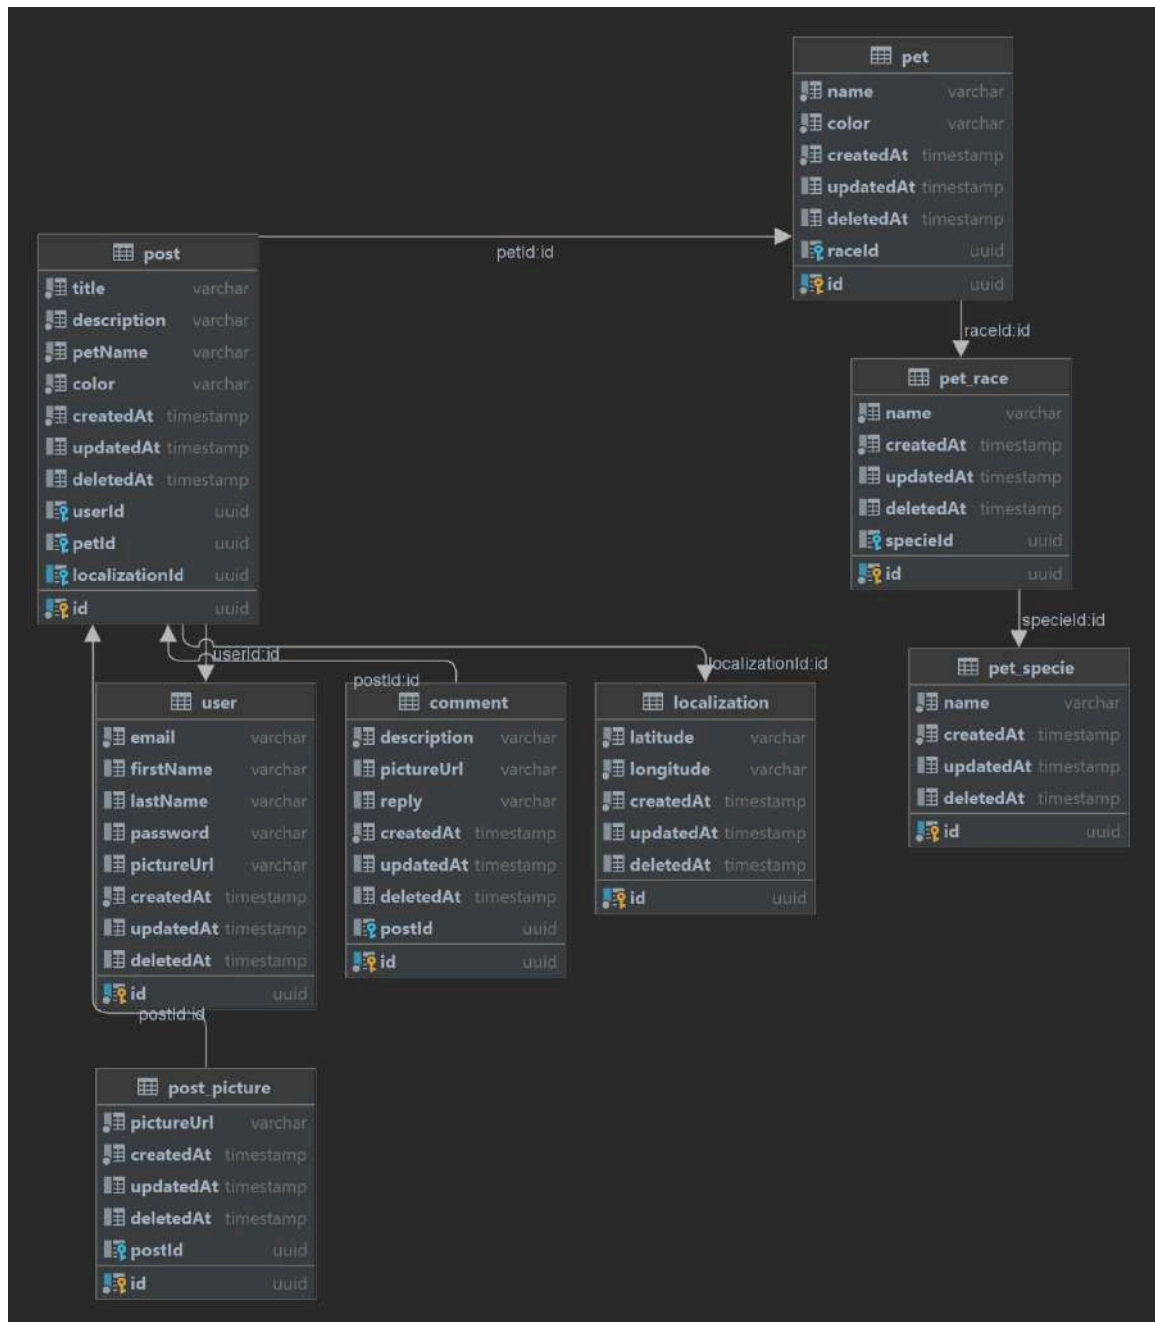 pet
name varchar
color varchar
createdAt timestamp
updatedAt timestamp
deletedAt timestamp
raceId uuid
id uuid
petId:id
post
title varchar
description varchar
petName varchar
color varchar
createdAt timestamp
updatedAt timestamp
deletedAt timestamp
userId uuid
petId uuid
localizationId uuid
id uuid
raceId:id
pet_race
name varchar
createdAt timestamp
updatedAt timestamp
deletedAt timestamp
specieId uuid
id uuid
specieId:id
pet_specie
name varchar
createdAt timestamp
updatedAt timestamp
deletedAt timestamp
id uuid
userId:id
postId:id
localizationId:id
user
email varchar
firstName varchar
lastName varchar
password varchar
pictureUrl varchar
createdAt timestamp
updatedAt timestamp
deletedAt timestamp
id uuid
comment
description varchar
pictureUrl varchar
reply varchar
createdAt timestamp
updatedAt timestamp
deletedAt timestamp
postId uuid
id uuid
localization
latitude varchar
longitude varchar
createdAt timestamp
updatedAt timestamp
deletedAt timestamp
id uuid
postId:id
post_picture
pictureUrl varchar
createdAt timestamp
updatedAt timestamp
deletedAt timestamp
postId uuid
id uuid